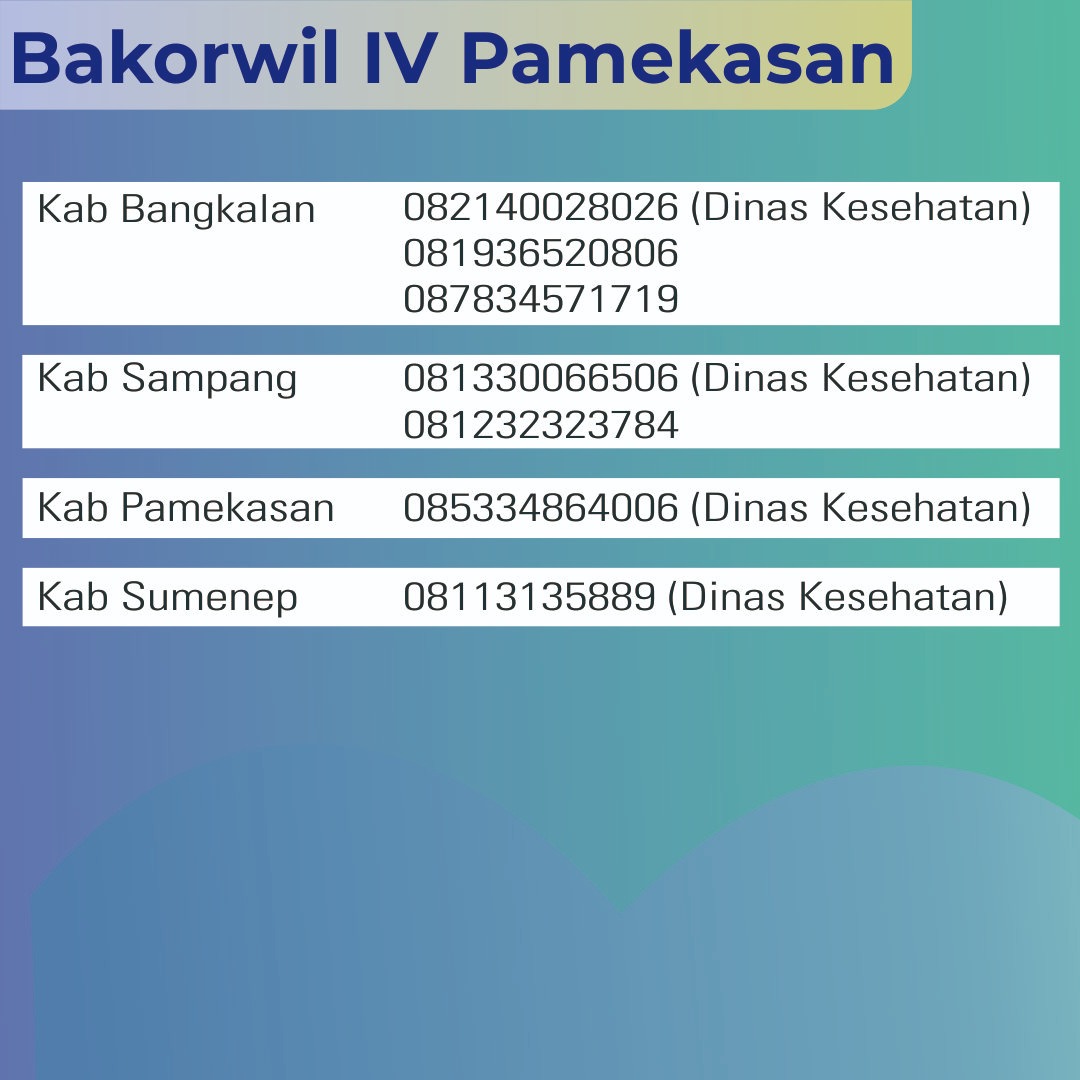 Bakorwil IV Pamekasan
Kab Bangkalan 082140028026 (Dinas Kesehatan)
081936520806
087834571719
Kab Sampang 081330066506 (Dinas Kesehatan)
081232323784
Kab Pamekasan 085334864006 (Dinas Kesehatan)
Kab Sumenep 08113135889 (Dinas Kesehatan)